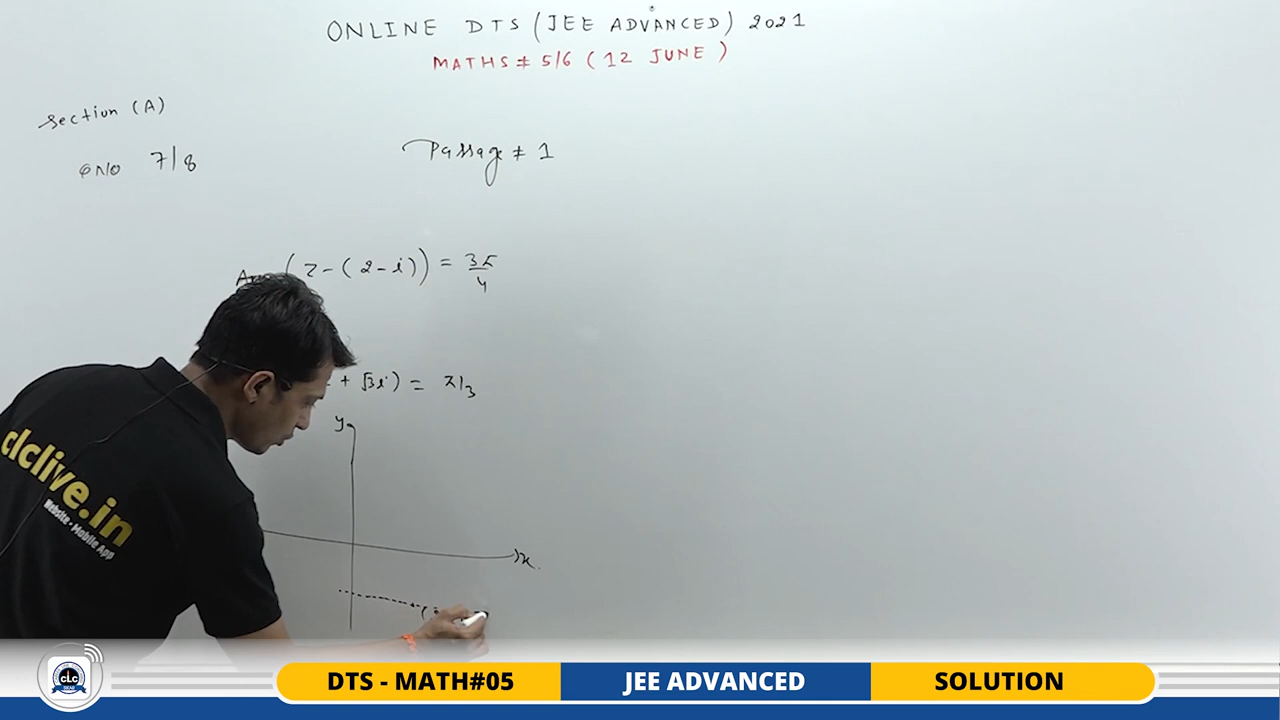 ONLINE DTS (JEE ADVANCED) 2021
MATHS # 5/6 (12 JUNE)
Section (A)
QNO 7/8
Passage # 1
(z-(2-i)) = 3π/4
+ √3i) = π/3
y
x
clclive.in
Website - Mobile App
CLC
DTS - MATH#05
JEE ADVANCED
SOLUTION